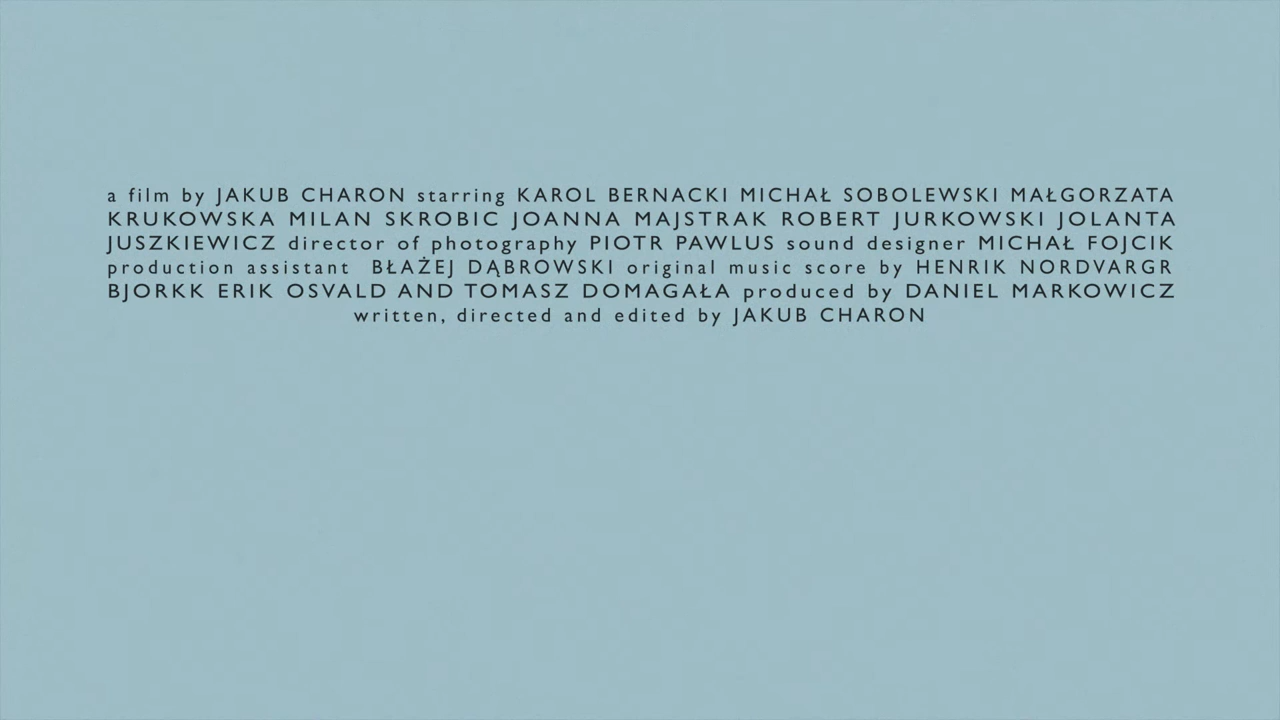 a film by JAKUB CHARON starring KAROL BERNACKI MICHAŁ SOBOLEWSKI MAŁGORZATA
KRUKOWSKA MILAN SKROBIC JOANNA MAJSTRAK ROBERT JURKOWSKI JOLANTA
JUSZKIEWICZ director of photography PIOTR PAWLUS sound designer MICHAŁ FOJCIK
production assistant BŁAŻEJ DĄBROWSKI original music score by HENRIK NORDVARGR
BJORKK ERIK OSVALD AND TOMASZ DOMAGAŁA produced by DANIEL MARKOWICZ
written, directed and edited by JAKUB CHARON